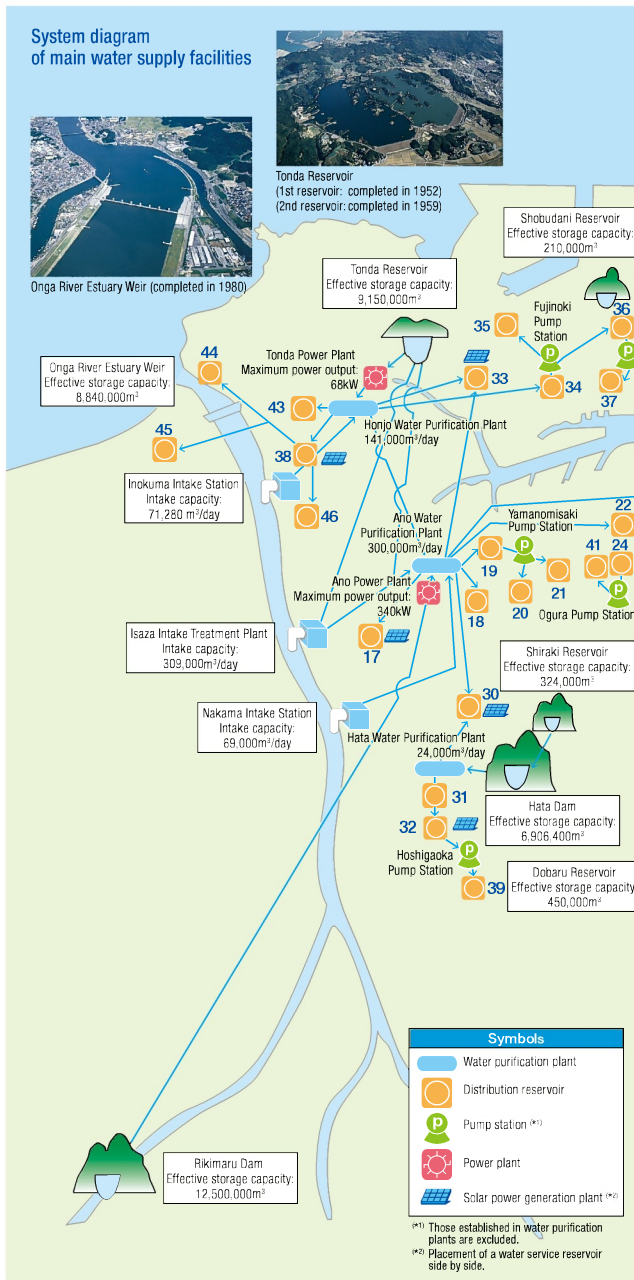 System diagram
of main water supply facilities
Tonda Reservoir
(1st reservoir: completed in 1952)
(2nd reservoir: completed in 1959)
Onga River Estuary Weir (completed in 1980)
Shobudani Reservoir
Effective storage capacity:
210,000m³
Tonda Reservoir
Effective storage capacity:
9,150,000m³
Fujinoki
Pump
Station
36
35
44
Tonda Power Plant
Maximum power output:
68kW
33
34
37
Onga River Estuary Weir
Effective storage capacity:
8,840,000m³
43
Honjo Water Purification Plant
141,000m³/day
45
38
Inokuma Intake Station
Intake capacity:
71,280 m³/day
46
Ano Water
Purification Plant
300,000m³/day
Yamanomisaki
Pump Station
22
19
41
24
Ano Power Plant
Maximum power output:
340kW
18
20
21
Ogura Pump Station
Isaza Intake Treatment Plant
Intake capacity:
309,000m³/day
17
Shiraki Reservoir
Effective storage capacity:
324,000m³
30
Nakama Intake Station
Intake capacity:
69,000m³/day
Hata Water Purification Plant
24,000m³/day
31
32
Hata Dam
Effective storage capacity:
6,906,400m³
Hoshigaoka
Pump Station
39
Dobaru Reservoir
Effective storage capacity
450,000m³
Symbols
Water purification plant
Distribution reservoir
P
Pump station (*1)
Power plant
Solar power generation plant (*2)
Rikimaru Dam
Effective storage capacity:
12,500,000m³
(*1) Those established in water purification
plants are excluded.
(*2) Placement of a water service reservoir
side by side.